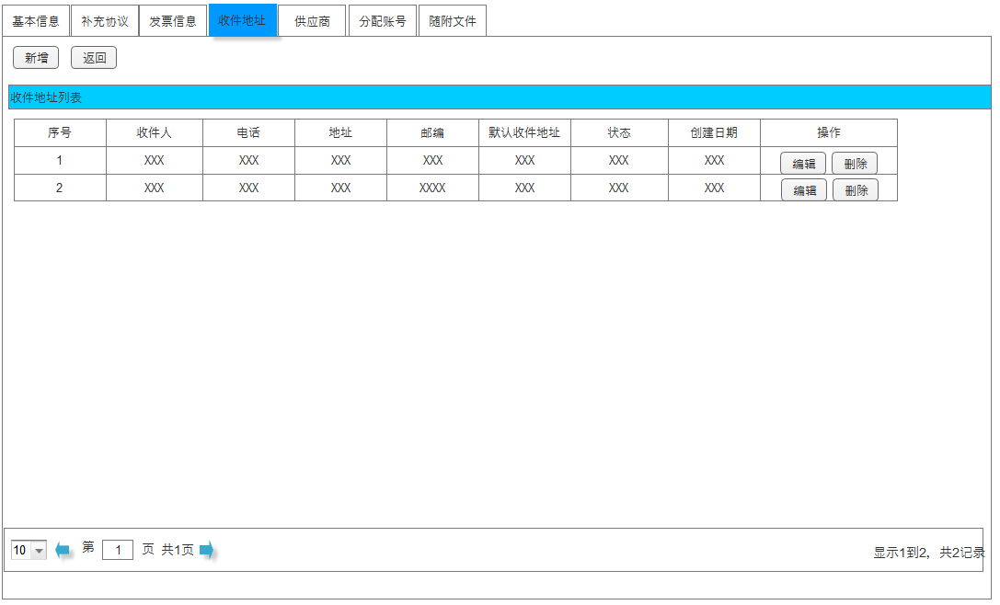 基本信息 补充协议 发票信息 收件地址 供应商 分配账号 随附文件
新增 返回
收件地址列表
序号 收件人 电话 地址 邮编 默认收件地址 状态 创建日期 操作
1 XXX XXX XXX XXX XXX XXX XXX 编辑 删除
2 XXX XXX XXX XXXX XXX XXX XXX 编辑 删除
10 第 1 页 共1页 显示1到2，共2记录